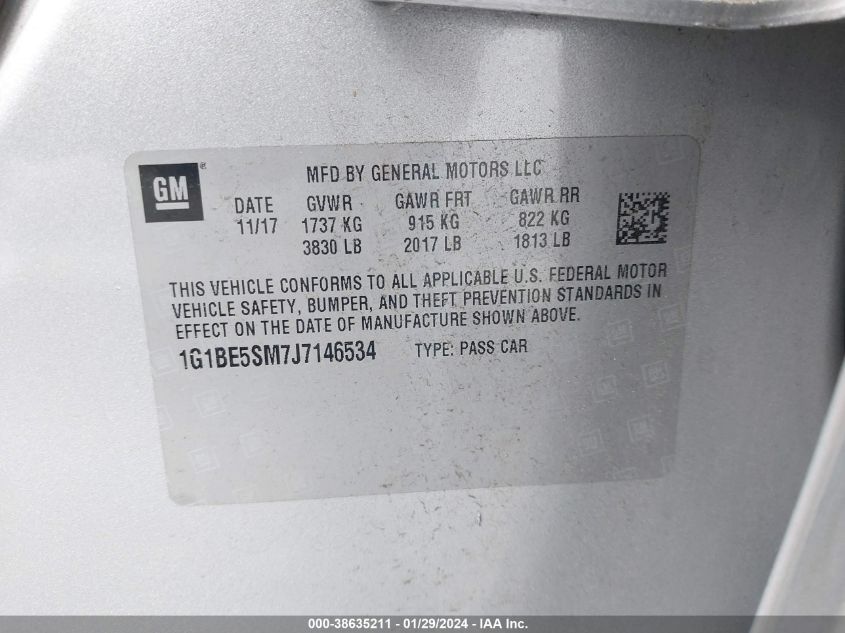 GM®
MFD BY GENERAL MOTORS LLC
DATE GVWR GAWR FRT GAWR RR
11/17 1737 KG 915 KG 822 KG
3830 LB 2017 LB 1813 LB
THIS VEHICLE CONFORMS TO ALL APPLICABLE U.S. FEDERAL MOTOR
VEHICLE SAFETY, BUMPER, AND THEFT PREVENTION STANDARDS IN
EFFECT ON THE DATE OF MANUFACTURE SHOWN ABOVE.
1G1BE5SM7J7146534 TYPE: PASS CAR
000-38635211 - 01/29/2024 - IAA Inc.